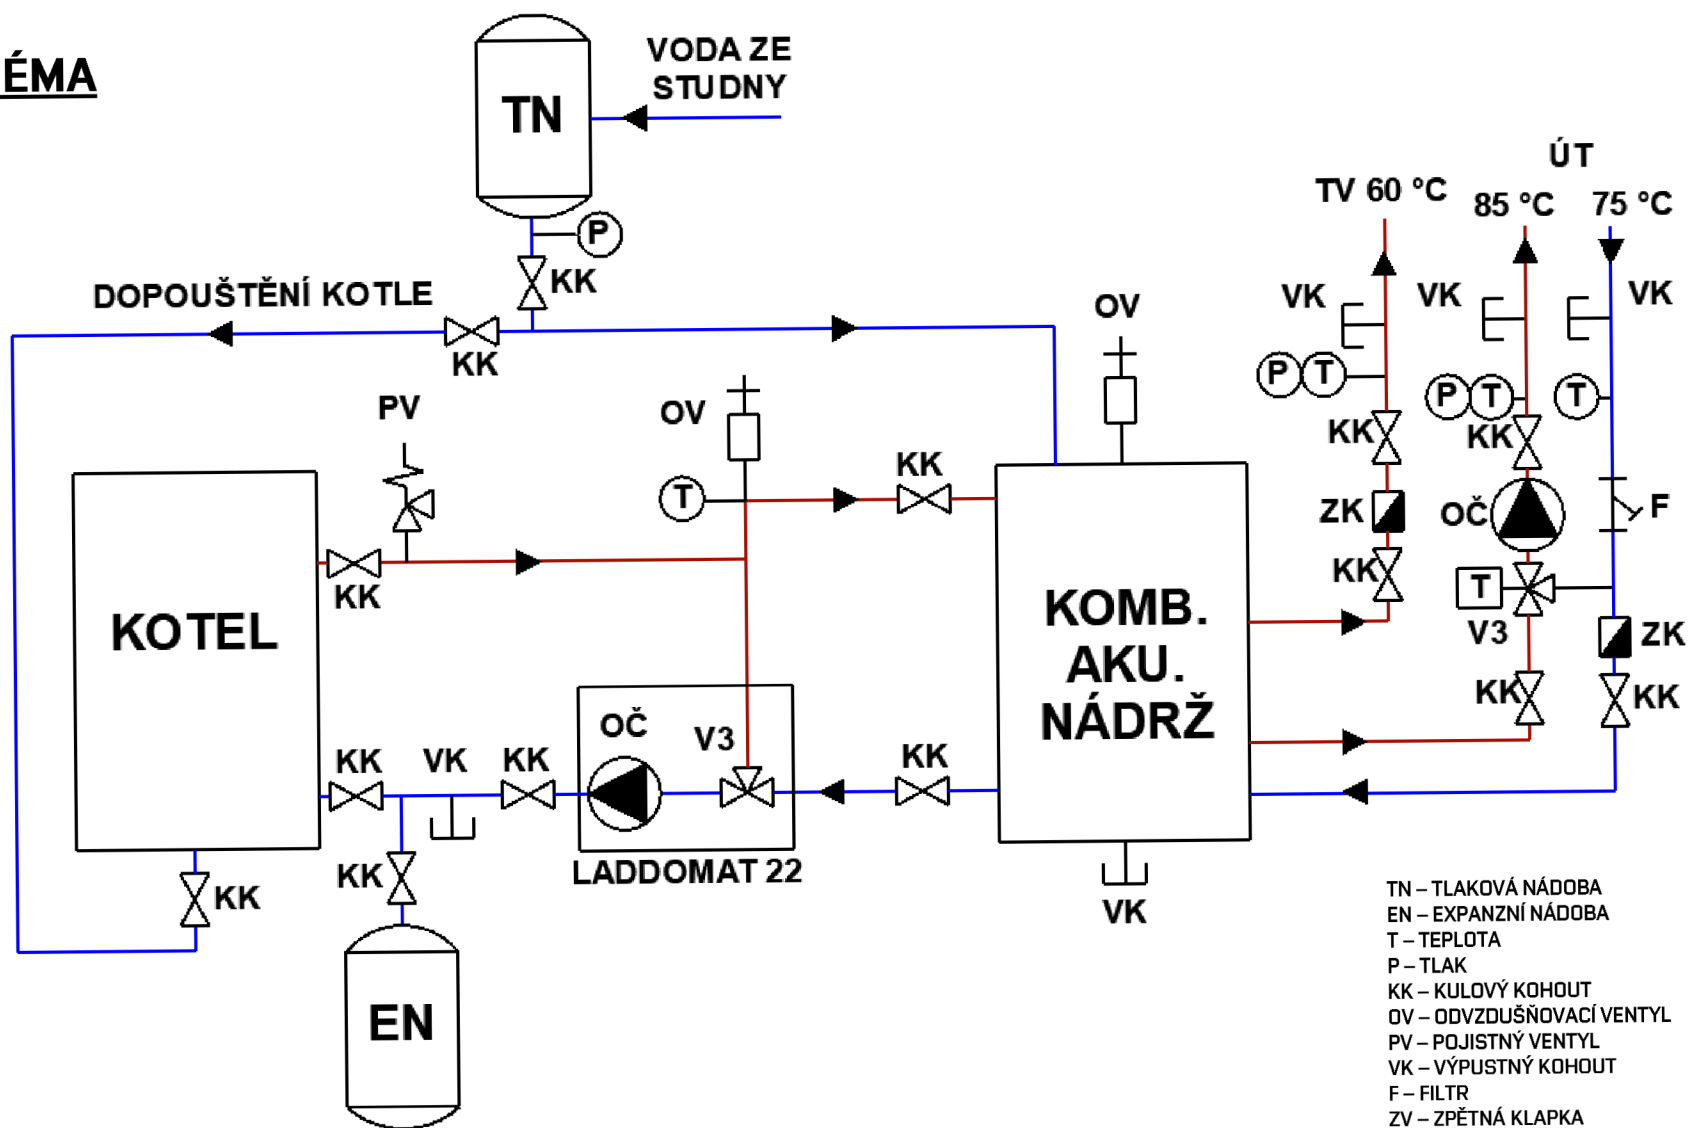 ÉMA
VODA ZE
STUDNY
TN
P
KK
DOPOUŠTĚNÍ KOTLE
KK
ÚT
TV 60 °C
85 °C
75 °C
VK
VK
VK
OV
P
T
P
T
T
PV
OV
KK
KK
KK
T
ZK
OČ
F
KOTEL
KK
KOMB.
AKU.
NÁDRŽ
KK
T
V3
ZK
KK
KK
OČ
V3
KK
VK
KK
KK
LADDOMAT 22
KK
KK
VK
EN
TN – TLAKOVÁ NÁDOBA
EN – EXPANZNÍ NÁDOBA
T – TEPLOTA
P – TLAK
KK – KULOVÝ KOHOUT
OV – ODVZDUŠŇOVACÍ VENTYL
PV – POJISTNÝ VENTYL
VK – VÝPUSTNÝ KOHOUT
F – FILTR
ZV – ZPĚTNÁ KLAPKA